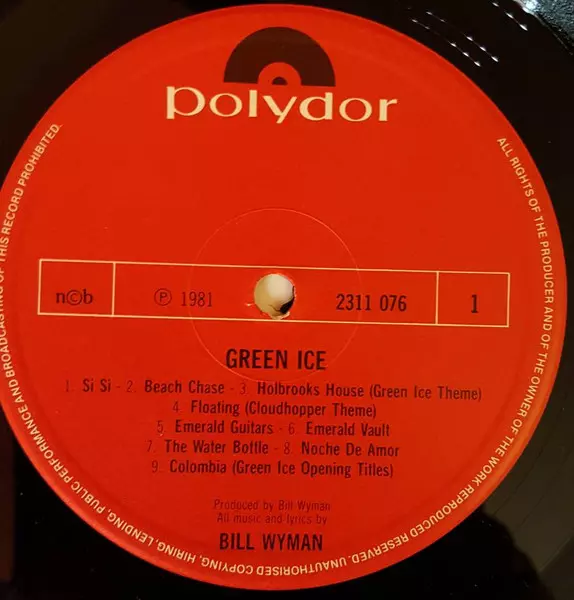 polydor
n©b
℗ 1981
2311 076
1
GREEN ICE
1. Si Si - 2. Beach Chase - 3. Holbrooks House (Green Ice Theme)
4. Floating (Cloudhopper Theme)
5. Emerald Guitars - 6. Emerald Vault
7. The Water Bottle - 8. Noche De Amor
9. Colombia (Green Ice Opening Titles)
Produced by Bill Wyman
All music and lyrics by
BILL WYMAN
ALL RIGHTS OF THE PRODUCER AND OF THE OWNER OF THE WORK REPRODUCED RESERVED. UNAUTHORISED COPYING, HIRING, LENDING, PUBLIC PERFORMANCE AND BROADCASTING OF THIS RECORD PROHIBITED.